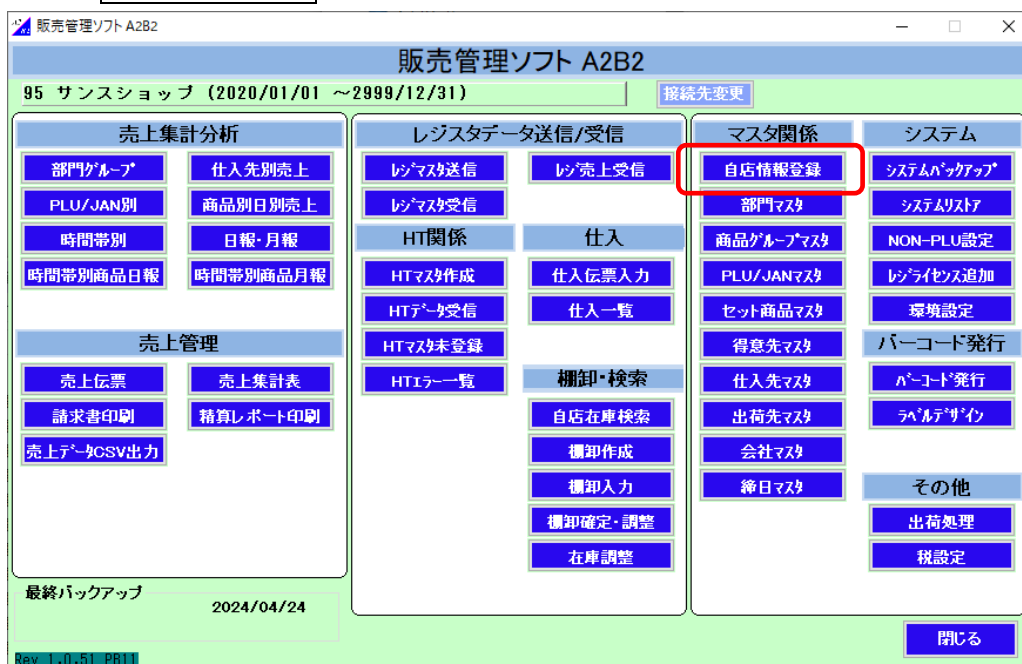 販売管理ソフト A2B2
販売管理ソフト A2B2
95 サンスショップ (2020/01/01 ～2999/12/31)
接続先変更
売上集計分析
部門ｸﾞﾙｰﾌﾟ 仕入先別売上
PLU/JAN別 商品別日別売上
時間帯別 日報･月報
時間帯別商品日報 時間帯別商品月報
売上管理
売上伝票 売上集計表
請求書印刷 精算レポート印刷
売上ﾃﾞｰﾀCSV出力
最終バックアップ
2024/04/24
Rev 1.0.51 PB11
レジスタデータ送信/受信
ﾚｼﾞﾏｽﾀ送信 ﾚｼﾞ売上受信
ﾚｼﾞﾏｽﾀ受信
HT関係
HTﾏｽﾀ作成
HTﾃﾞｰﾀ受信
HTﾏｽﾀ未登録
HTｴﾗｰ一覧
仕入
仕入伝票入力
仕入一覧
棚卸･検索
自店在庫検索
棚卸作成
棚卸入力
棚卸確定･調整
在庫調整
マスタ関係
自店情報登録
部門ﾏｽﾀ
商品ｸﾞﾙｰﾌﾟﾏｽﾀ
PLU/JANﾏｽﾀ
セット商品ﾏｽﾀ
得意先ﾏｽﾀ
仕入先ﾏｽﾀ
出荷先ﾏｽﾀ
会社ﾏｽﾀ
締日ﾏｽﾀ
システム
ｼｽﾃﾑﾊﾞｯｸｱｯﾌﾟ
ｼｽﾃﾑﾘｽﾄｱ
NON-PLU設定
ﾚｼﾞﾗｲｾﾝｽ追加
環境設定
バーコード発行
ﾊﾞｰｺｰﾄﾞ発行
ﾗﾍﾞﾙﾃﾞｻﾞｲﾝ
その他
出荷処理
税設定
閉じる